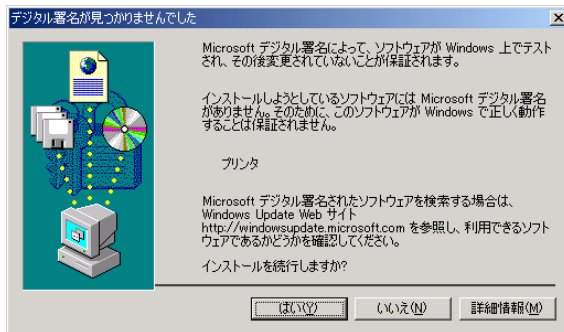 デジタル署名が見つかりませんでした
Microsoft デジタル署名によって、ソフトウェアが Windows 上でテスト
され、その後変更されていないことが保証されます。
インストールしようとしているソフトウェアには Microsoft デジタル署名
がありません。そのために、このソフトウェアが Windows で正しく動作
することは保証されません。
プリンタ
Microsoft デジタル署名されたソフトウェアを検索する場合は、
Windows Update Web サイト
http://windowsupdate.microsoft.com を参照し、利用できるソフト
ウェアであるかどうかを確認してください。
インストールを続行しますか?
はい(Y) いいえ(N) 詳細情報(M)